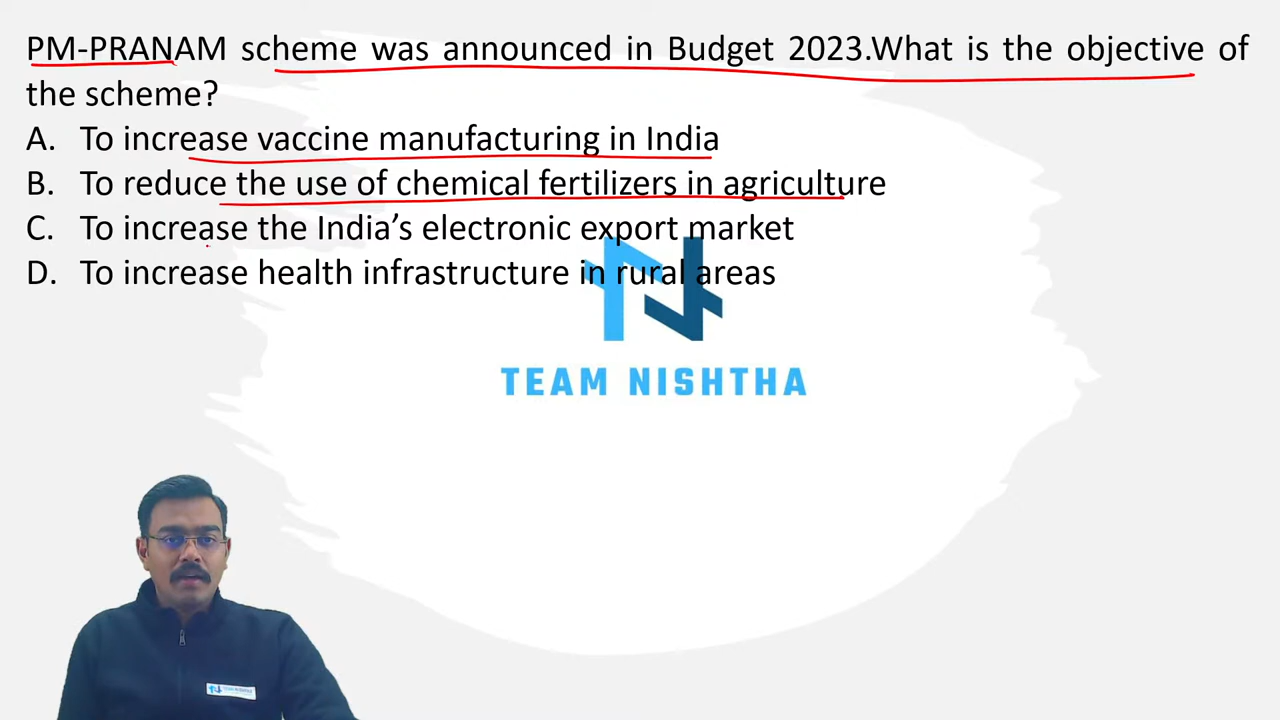 PM-PRANAM scheme was announced in Budget 2023.What is the objective of
the scheme?
A. To increase vaccine manufacturing in India
B. To reduce the use of chemical fertilizers in agriculture
C. To increase the India’s electronic export market
D. To increase health infrastructure in rural areas
TEAM NISHTHA
TEAM NISHTHA